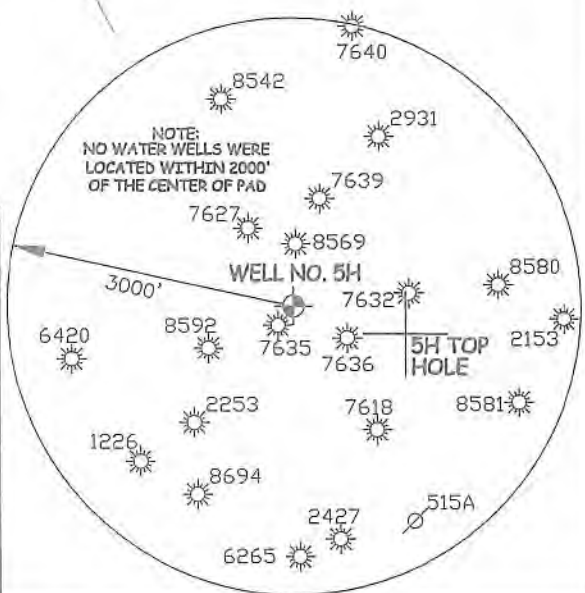 7640
8542
2931
NOTE:
NO WATER WELLS WERE
LOCATED WITHIN 2000'
OF THE CENTER OF PAD
7639
7627
8569
WELL NO. 5H
8580
3000'
7632
6420
8592
7635
7636
5H TOP
HOLE
2153
2253
7618
8581
1226
8694
515A
2427
6265